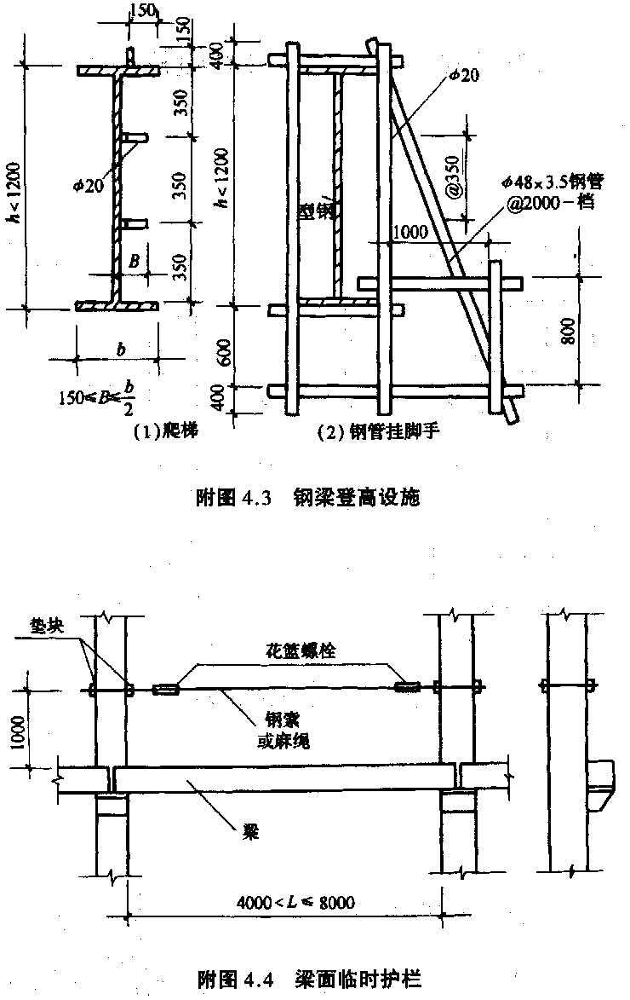 150
150
350
350
350
h<1200
φ20
B
b
150≤B≤b/2
(1)爬梯
400
h<1200
600
400
型钢
φ20
@350
φ48×3.5钢管
@2000一档
1000
800
(2)钢管挂脚手
附图4.3 钢梁登高设施
垫块
花篮螺栓
钢索
或麻绳
1000
梁
4000<L≤8000
附图4.4 梁面临时护栏